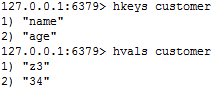 127.0.0.1:6379> hkeys customer
1) "name"
2) "age"
127.0.0.1:6379> hvals customer
1) "z3"
2) "34"